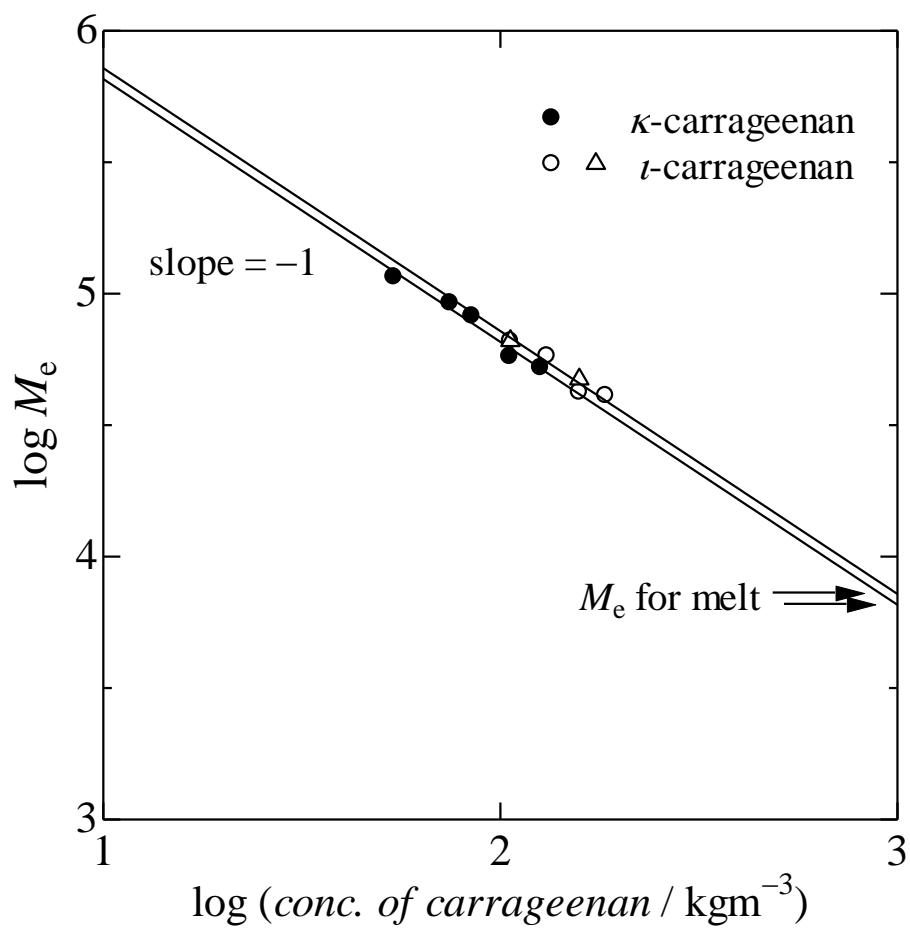 6
κ-carrageenan
ι-carrageenan
slope = −1
5
log Mₑ
4
Mₑ for melt
3
1 2 3
log (conc. of carrageenan / kgm⁻³)